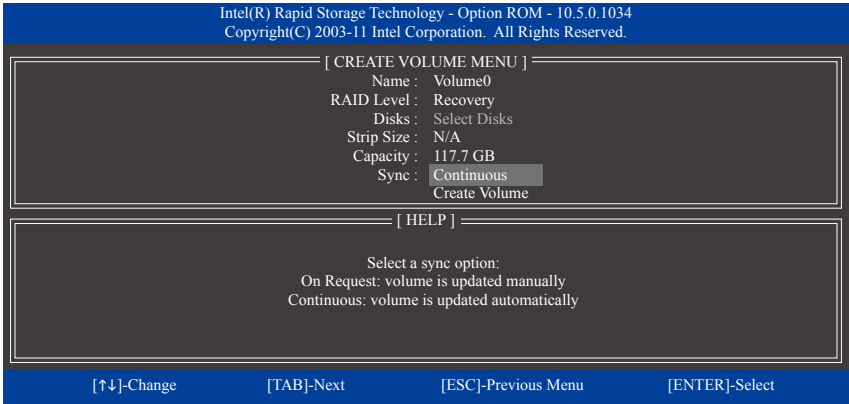 Intel(R) Rapid Storage Technology - Option ROM - 10.5.0.1034
Copyright(C) 2003-11 Intel Corporation.  All Rights Reserved.
[ CREATE VOLUME MENU ]
Name : Volume0
RAID Level : Recovery
Disks : Select Disks
Strip Size : N/A
Capacity : 117.7 GB
Sync : Continuous
Create Volume
[ HELP ]
Select a sync option:
On Request: volume is updated manually
Continuous: volume is updated automatically
[↑↓]-Change [TAB]-Next [ESC]-Previous Menu [ENTER]-Select